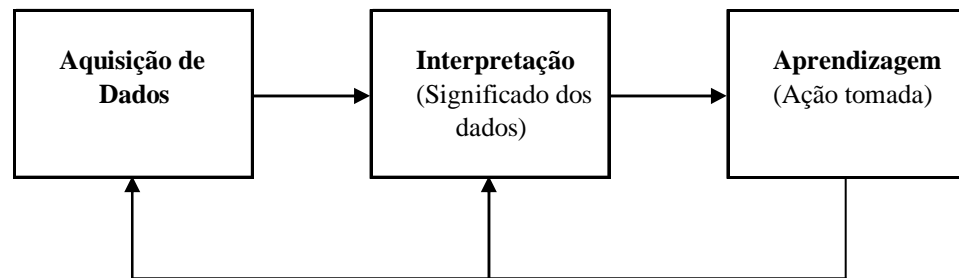 Aquisição de
Dados
Interpretação
(Significado dos
dados)
Aprendizagem
(Ação tomada)